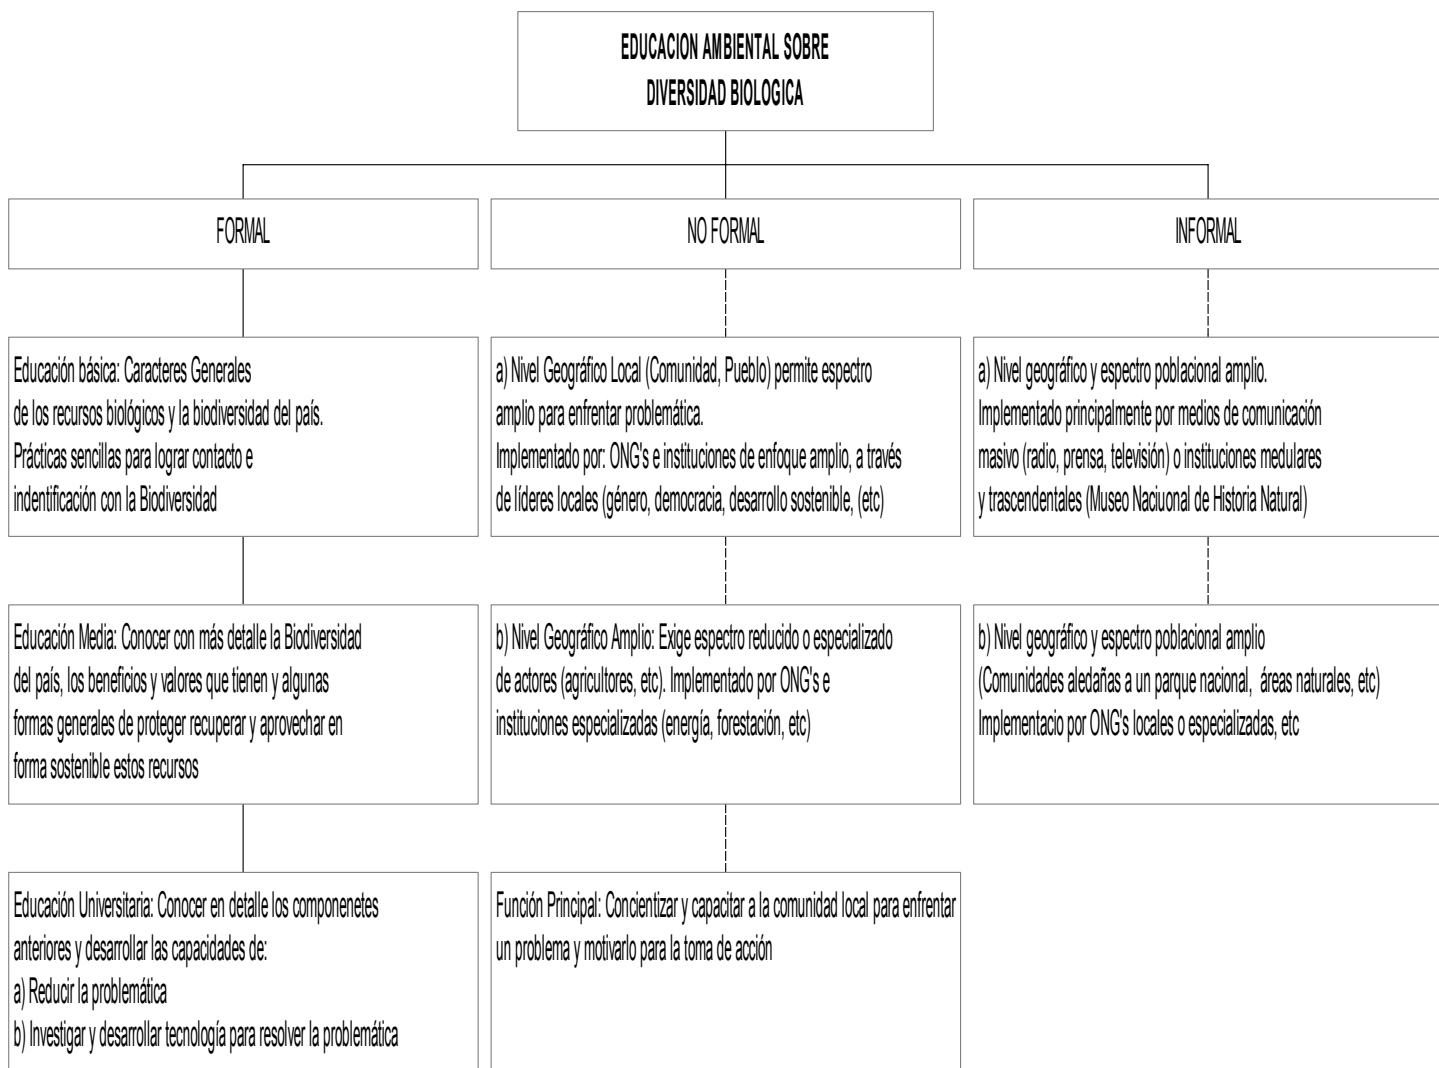 EDUCACION AMBIENTAL SOBRE
DIVERSIDAD BIOLOGICA
FORMAL
NO FORMAL
INFORMAL
Educación básica: Caracteres Generales
de los recursos biológicos y la biodiversidad del país.
Prácticas sencillas para lograr contacto e
indentificación con la Biodiversidad
a) Nivel Geográfico Local (Comunidad, Pueblo) permite espectro
amplio para enfrentar problemática.
Implementado por: ONG's e instituciones de enfoque amplio, a través
de líderes locales (género, democracia, desarrollo sostenible, (etc)
a) Nivel geográfico y espectro poblacional amplio.
Implementado principalmente por medios de comunicación
masivo (radio, prensa, televisión) o instituciones medulares
y trascendentales (Museo Naciuonal de Historia Natural)
Educación Media: Conocer con más detalle la Biodiversidad
del país, los beneficios y valores que tienen y algunas
formas generales de proteger recuperar y aprovechar en
forma sostenible estos recursos
b) Nivel Geográfico Amplio: Exige espectro reducido o especializado
de actores (agricultores, etc). Implementado por ONG's e
instituciones especializadas (energía, forestación, etc)
b) Nivel geográfico y espectro poblacional amplio
(Comunidades aledañas a un parque nacional, áreas naturales, etc)
Implementacio por ONG's locales o especializadas, etc
Educación Universitaria: Conocer en detalle los componenetes
anteriores y desarrollar las capacidades de:
a) Reducir la problemática
b) Investigar y desarrollar tecnología para resolver la problemática
Función Principal: Concientizar y capacitar a la comunidad local para enfrentar
un problema y motivarlo para la toma de acción